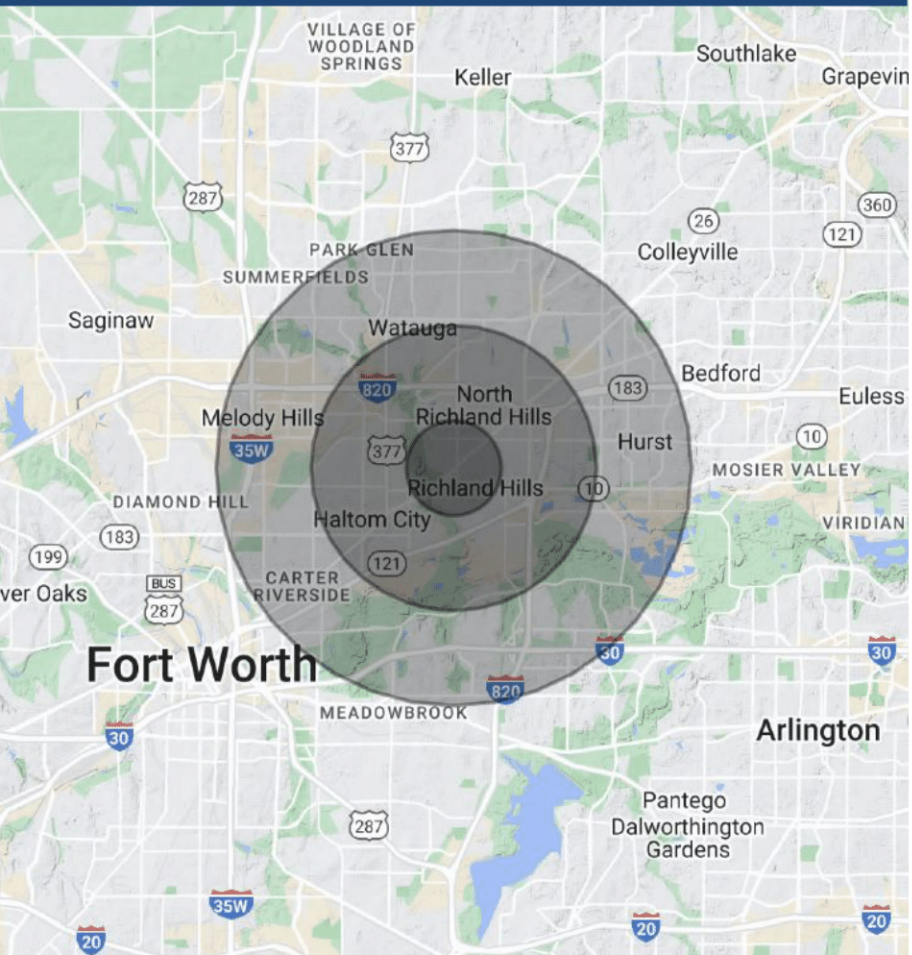 VILLAGE OF
WOODLAND
SPRINGS
Southlake
Keller
Grapevin
377
287
360
26
121
PARK GLEN
Colleyville
SUMMERFIELDS
Saginaw
Watauga
Bedford
820
183
North
Richland Hills
Euless
Melody Hills
10
35W
377
Hurst
MOSIER VALLEY
Richland Hills
10
DIAMOND HILL
Haltom City
VIRIDIAN
183
199
121
BUS
287
CARTER
RIVERSIDE
ver Oaks
Fort Worth
30
30
820
MEADOWBROOK
30
Arlington
Pantego
287
Dalworthington
Gardens
35W
20
20
20